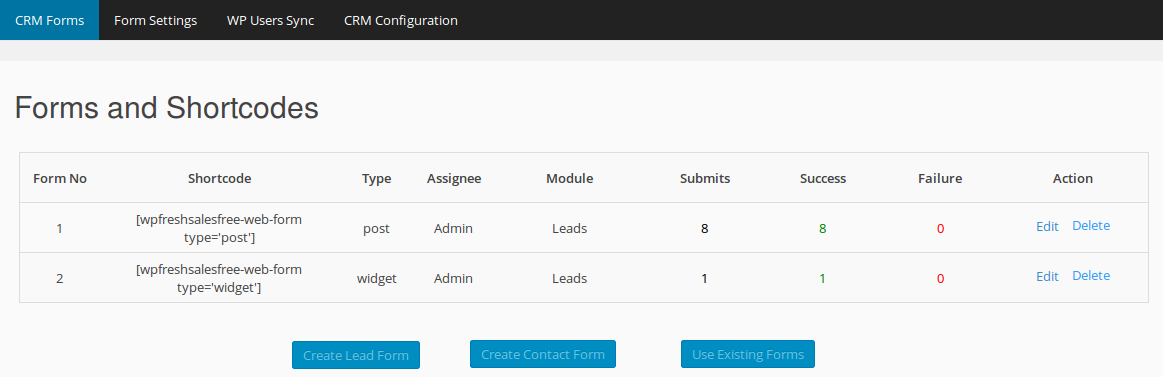 CRM Forms Form Settings WP Users Sync CRM Configuration
Forms and Shortcodes
Form No Shortcode Type Assignee Module Submits Success Failure Action
1 [wpfreshsalesfree-web-form type='post'] post Admin Leads 8 8 0 Edit Delete
2 [wpfreshsalesfree-web-form type='widget'] widget Admin Leads 1 1 0 Edit Delete
Create Lead Form Create Contact Form Use Existing Forms